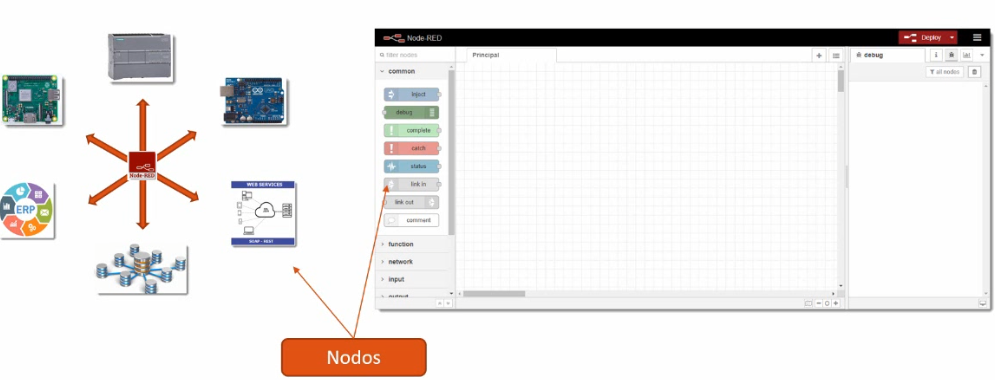 Node-RED
ERP
WEB SERVICES
SOAP - REST
Nodos
Node-RED
Deploy
filter nodes
Principal
debug
i
all nodes
common
inject
debug
complete
catch
status
link in
link out
comment
function
network
input
output